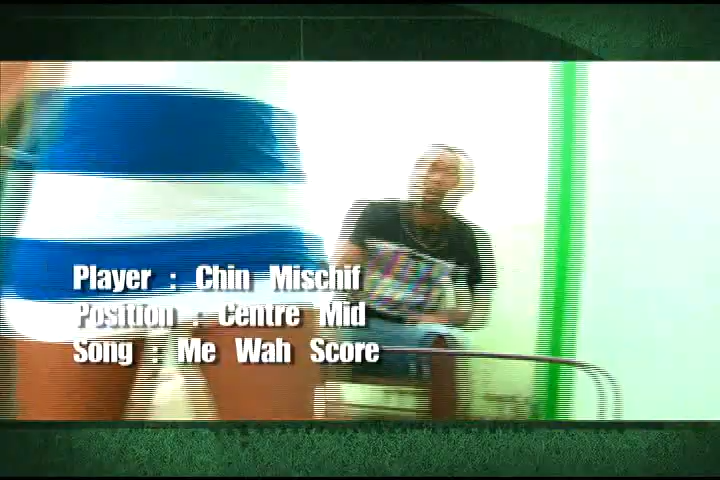 Player : Chin Mischif
Position : Centre Mid
Song : Me Wah Score